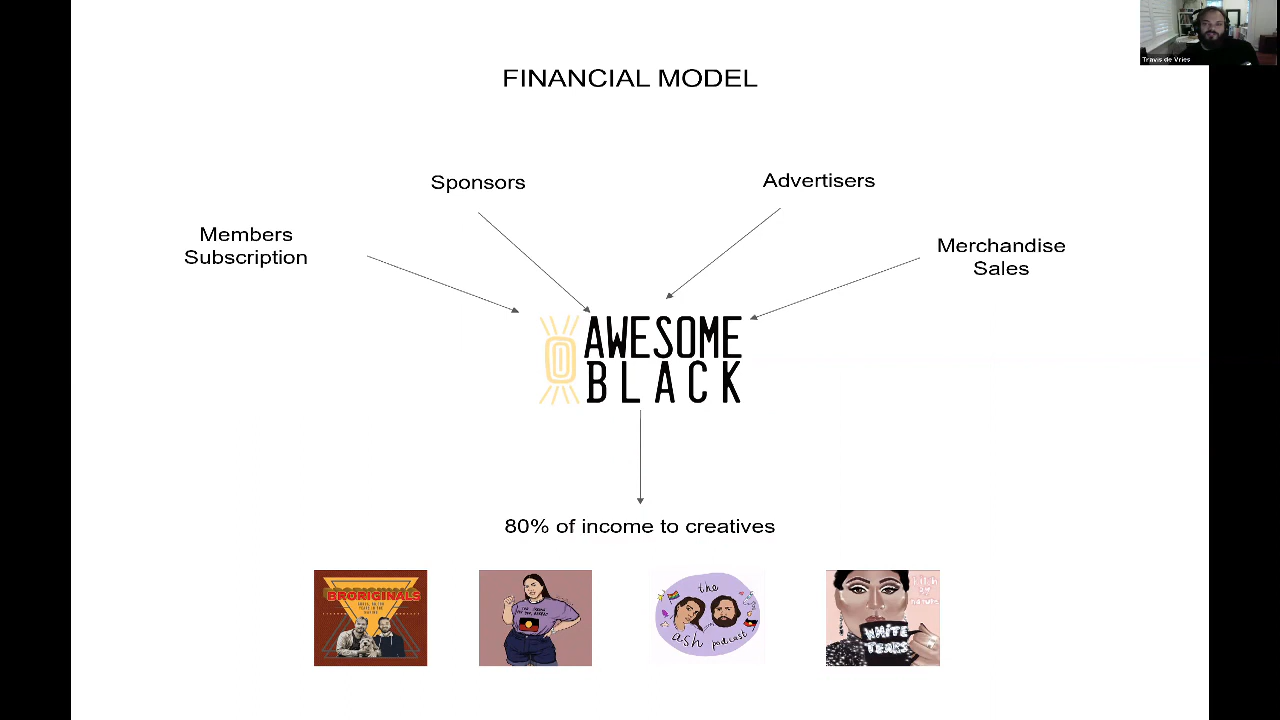 Travis de Vries
FINANCIAL MODEL
Sponsors
Advertisers
Members
Subscription
Merchandise
Sales
AWESOME
BLACK
80% of income to creatives
BRORIGINALS
the
ash podcast
WHITE
TEARS